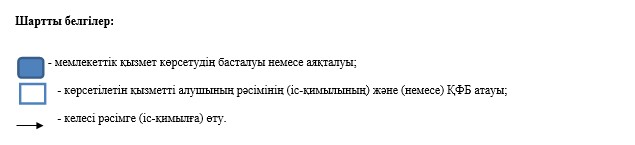 Шартты белгілер:
- мемлекеттік қызмет көрсетудің басталуы немесе аяқталуы;
- көрсетілетін қызметті алушының рәсімінің (іс-қимылының) және (немесе) ҚФБ атауы;
- келесі рәсімге (іс-қимылға) өту.